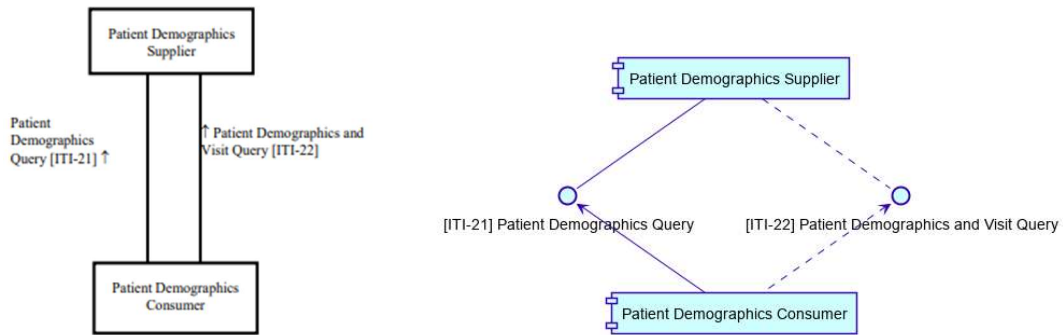 Patient Demographics
Supplier
Patient
Demographics
Query [ITI-21] ↑
↑ Patient Demographics and
Visit Query [ITI-22]
Patient Demographics
Consumer
Patient Demographics Supplier
[ITI-21] Patient Demographics Query
[ITI-22] Patient Demographics and Visit Query
Patient Demographics Consumer